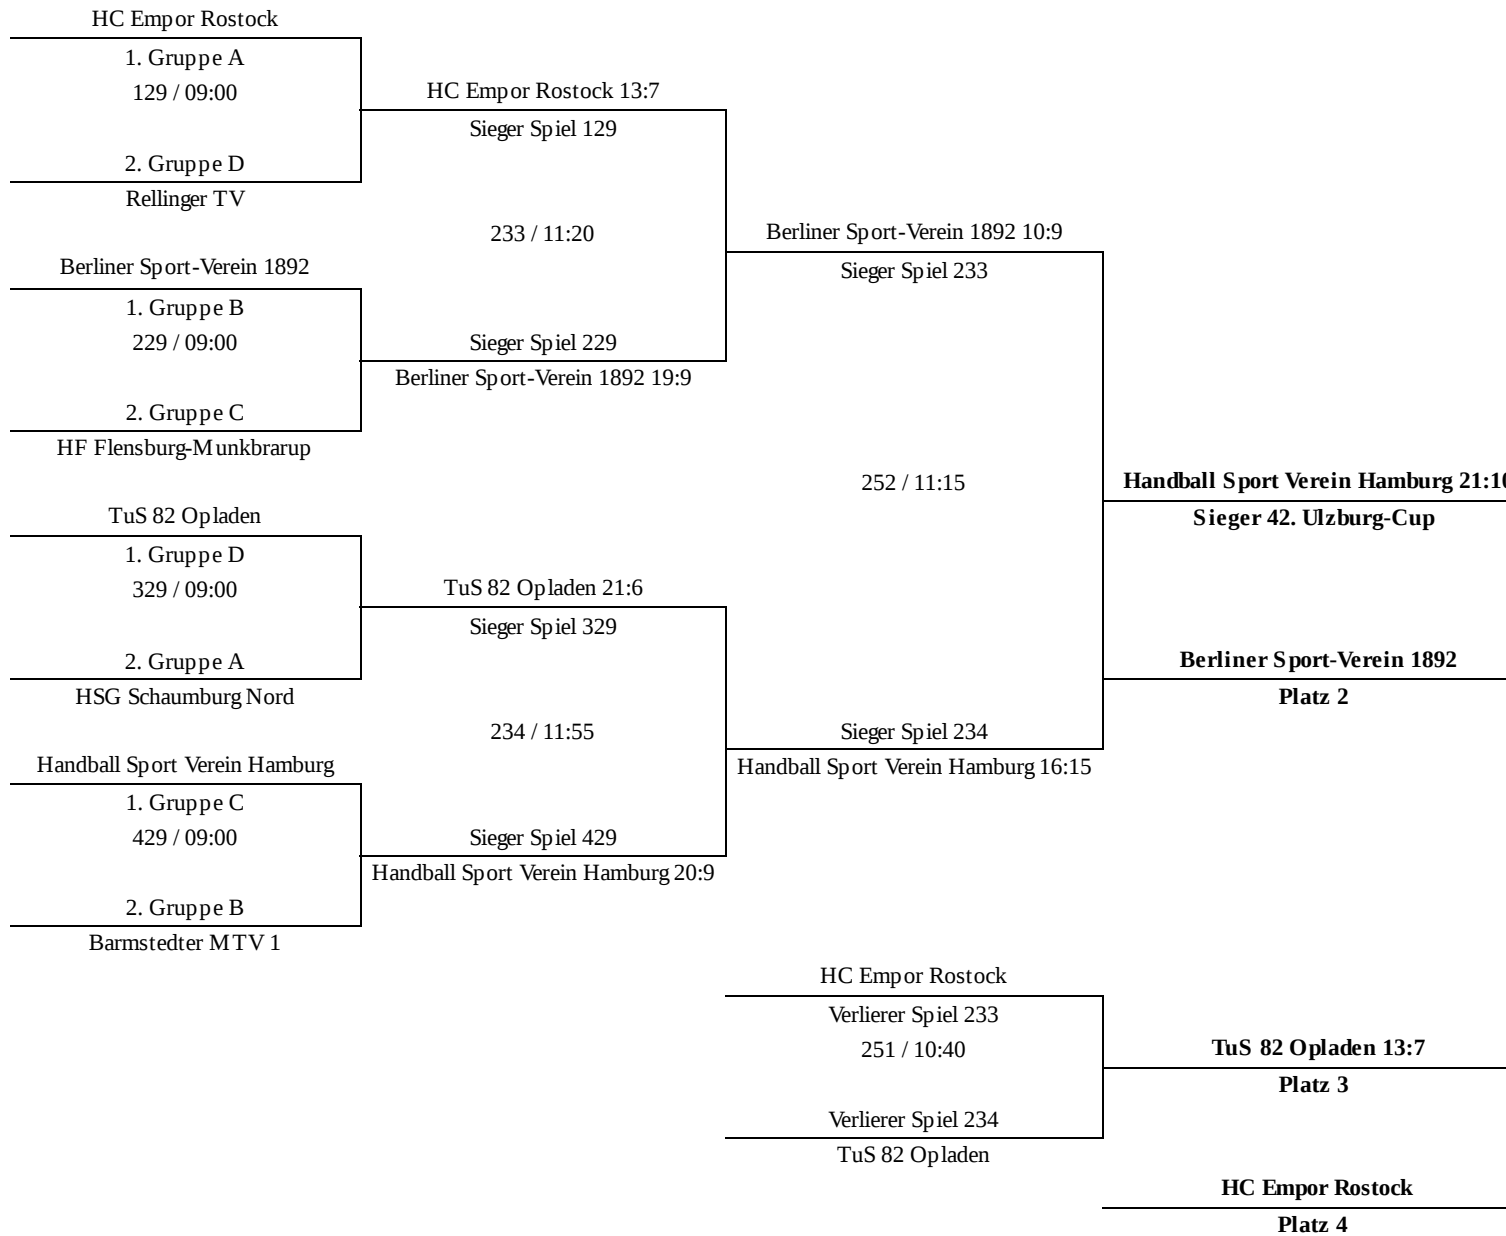 HC Empor Rostock
1. Gruppe A
129 / 09:00
2. Gruppe D
Rellinger TV
Berliner Sport-Verein 1892
1. Gruppe B
229 / 09:00
2. Gruppe C
HF Flensburg-Munkbrarup
TuS 82 Opladen
1. Gruppe D
329 / 09:00
2. Gruppe A
HSG Schaumburg Nord
Handball Sport Verein Hamburg
1. Gruppe C
429 / 09:00
2. Gruppe B
Barmstedter MTV 1
HC Empor Rostock 13:7
Sieger Spiel 129
233 / 11:20
Sieger Spiel 229
Berliner Sport-Verein 1892 19:9
TuS 82 Opladen 21:6
Sieger Spiel 329
234 / 11:55
Sieger Spiel 429
Handball Sport Verein Hamburg 20:9
Berliner Sport-Verein 1892 10:9
Sieger Spiel 233
252 / 11:15
Sieger Spiel 234
Handball Sport Verein Hamburg 16:15
Handball Sport Verein Hamburg 21:10
Sieger 42. Ulzburg-Cup
Berliner Sport-Verein 1892
Platz 2
HC Empor Rostock
Verlierer Spiel 233
251 / 10:40
Verlierer Spiel 234
TuS 82 Opladen
TuS 82 Opladen 13:7
Platz 3
HC Empor Rostock
Platz 4